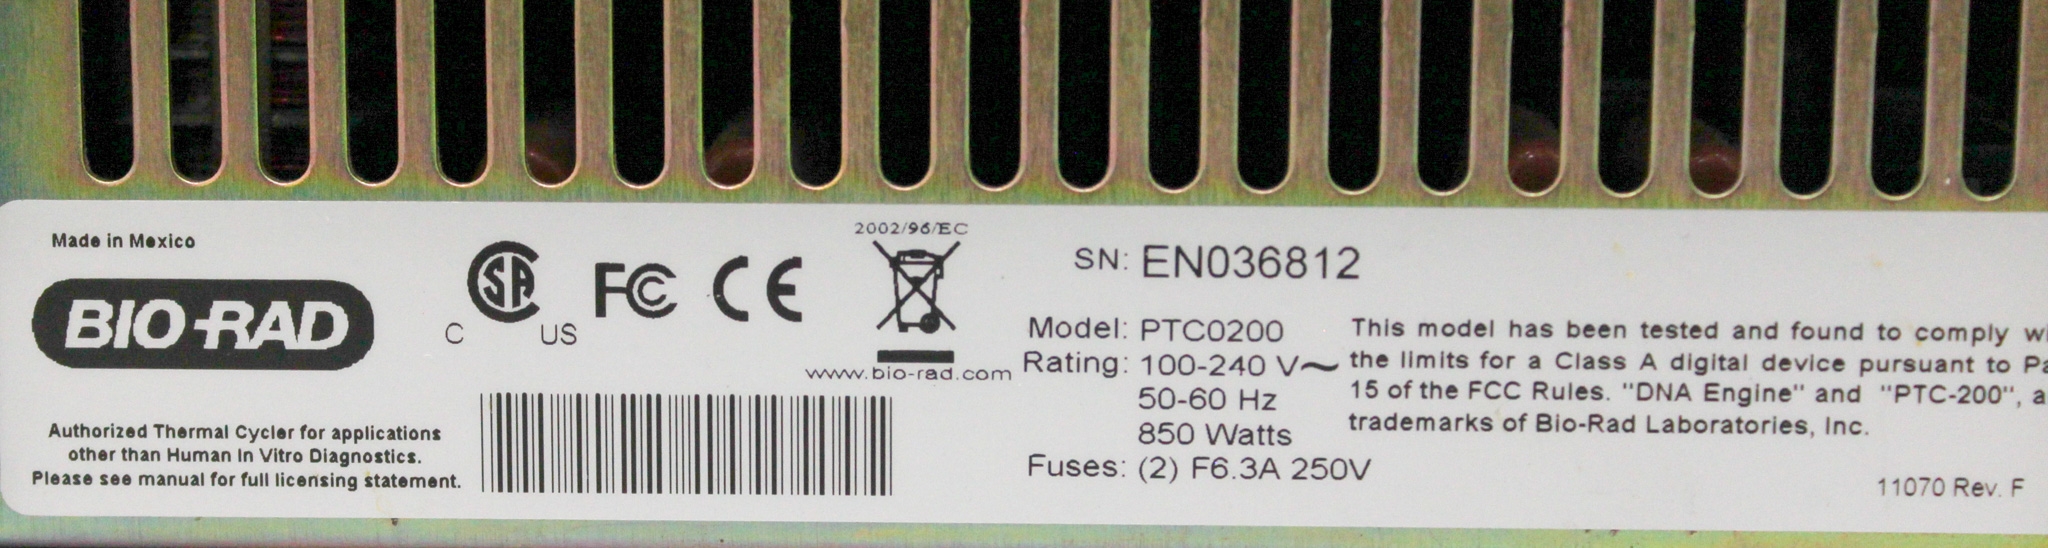 Made in Mexico
BIO-RAD
Authorized Thermal Cycler for applications
other than Human In Vitro Diagnostics.
Please see manual for full licensing statement.
SA
C US
FC
CE
2002/96/EC
www.bio-rad.com
SN: EN036812
Model: PTC0200
Rating: 100-240 V~
50-60 Hz
850 Watts
Fuses: (2) F6.3A 250V
This model has been tested and found to comply
the limits for a Class A digital device pursuant to
15 of the FCC Rules. "DNA Engine" and "PTC-200",
trademarks of Bio-Rad Laboratories, Inc.
11070 Rev. F